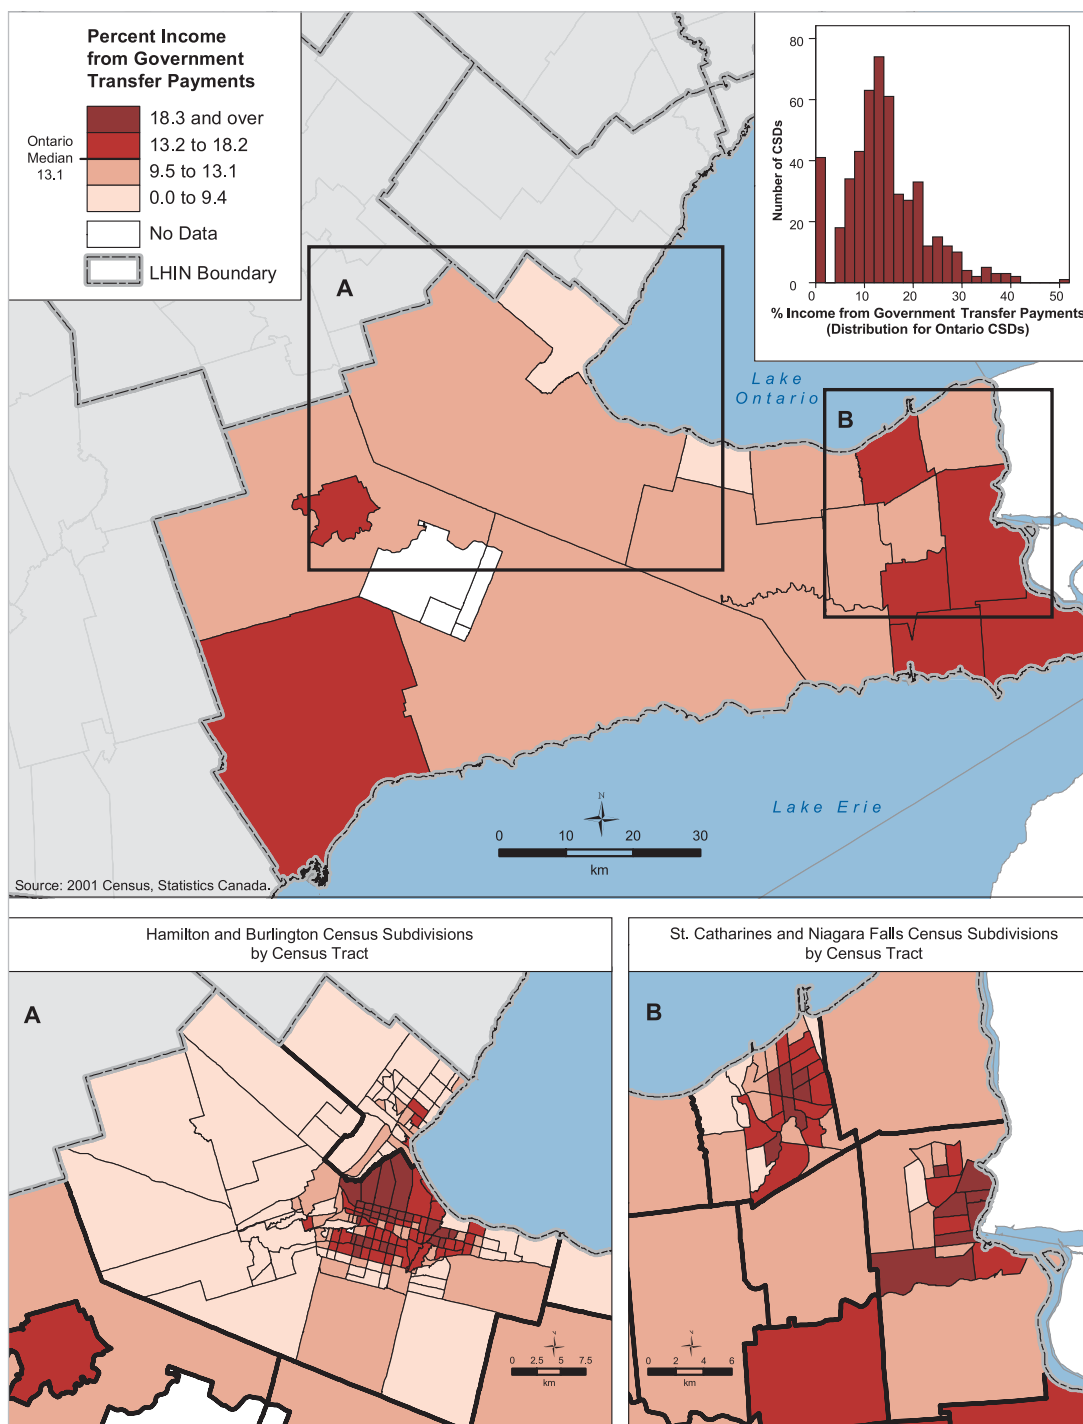 Percent Income
from Government
Transfer Payments
18.3 and over
13.2 to 18.2
9.5 to 13.1
0.0 to 9.4
No Data
LHIN Boundary
Ontario
Median
13.1
80
60
40
20
0
Number of CSDs
0 10 20 30 40 50
% Income from Government Transfer Payments
(Distribution for Ontario CSDs)
A
Lake
Ontario
B
N
0 10 20 30
km
Lake Erie
Source: 2001 Census, Statistics Canada.
Hamilton and Burlington Census Subdivisions
by Census Tract
A
N
0 2.5 5 7.5
km
St. Catharines and Niagara Falls Census Subdivisions
by Census Tract
B
N
0 2 4 6
km